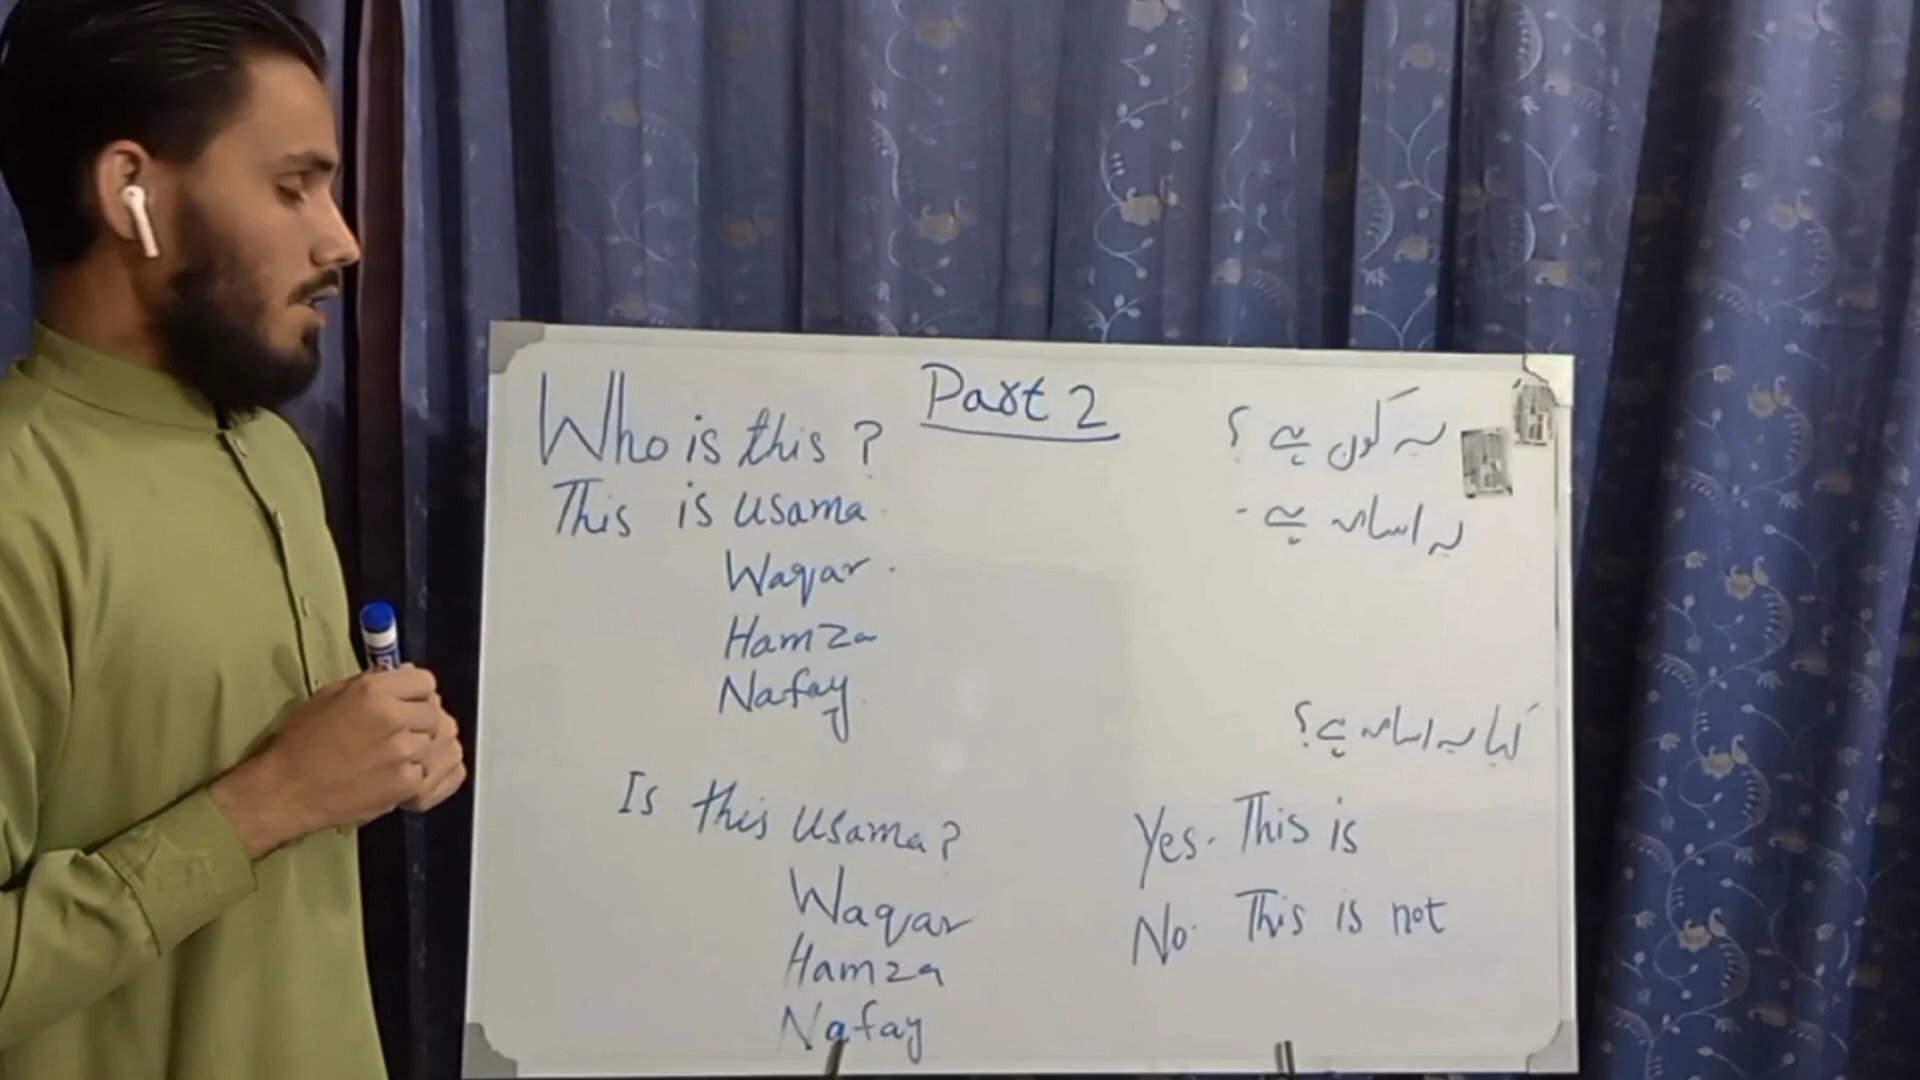 Part 2
Who is this?
یہ کون ہے؟
This is Usama
یہ اسامہ ہے -
Waqar.
Hamza
Nafay
کیا یہ اسامہ ہے؟
Is this Usama?
Yes. This is
Waqar
No. This is not
Hamza
Nafay